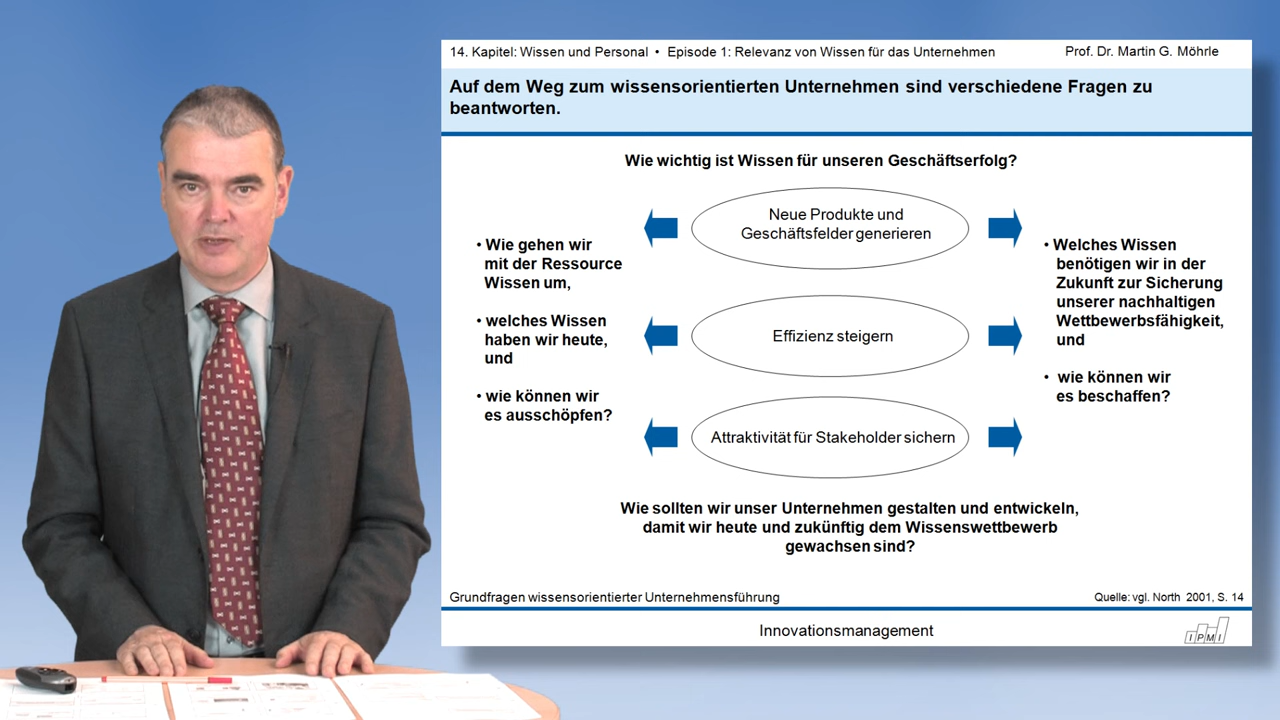 14. Kapitel: Wissen und Personal • Episode 1: Relevanz von Wissen für das Unternehmen
Prof. Dr. Martin G. Möhrle
Auf dem Weg zum wissensorientierten Unternehmen sind verschiedene Fragen zu
beantworten.
Wie wichtig ist Wissen für unseren Geschäftserfolg?
• Wie gehen wir
mit der Ressource
Wissen um,
• welches Wissen
haben wir heute,
und
• wie können wir
es ausschöpfen?
Neue Produkte und
Geschäftsfelder generieren
Effizienz steigern
Attraktivität für Stakeholder sichern
• Welches Wissen
benötigen wir in der
Zukunft zur Sicherung
unserer nachhaltigen
Wettbewerbsfähigkeit,
und
• wie können wir
es beschaffen?
Wie sollten wir unser Unternehmen gestalten und entwickeln,
damit wir heute und zukünftig dem Wissenswettbewerb
gewachsen sind?
Grundfragen wissensorientierter Unternehmensführung
Quelle: vgl. North 2001, S. 14
Innovationsmanagement
IPMI